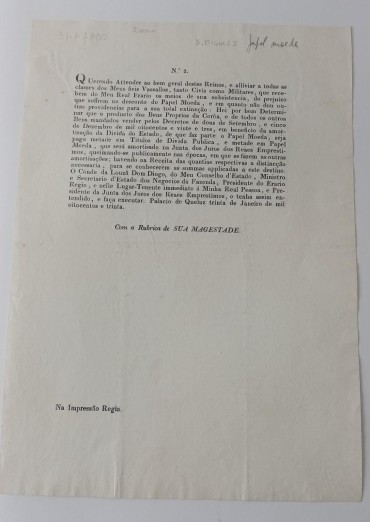 Papel moeda
N.º 2.
QUerendo Attender ao bem geral destes Reinos, e alliviar a todas as
classes dos Meus fieis Vassallos, tanto Civis como Militares, que rece-
bem do Meu Real Erario os meios de sua subsistencia, do prejuizo
que soffrem no desconto do Papel Moeda, e em quanto não dou ou-
tras providencias para a sua total extincção: Hei por bem Determi-
nar que o producto dos Bens Proprios da Corôa, e de todos os outros
Bens mandados vender pelos Decretos de dous de Setembro, e cinco
de Dezembro de mil oitocentos e vinte e tres, em beneficio da amor-
tização da Divida do Estado, de que faz parte o Papel Moeda, seja
pago metade em Titulos de Divida Publica, e metade em Papel
Moeda, que será amortisado na Junta dos Juros dos Reaes Empresti-
mos, queimando-se publicamente nas épocas, em que se fazem as outras
amortisações; havendo na Receita das quantias respectivas a distincção
necessaria, para se conhecerem as sommas applicadas a este destino.
O Conde da Louzã Dom Diogo, do Meu Conselho d'Estado, Ministro
e Secretario d'Estado dos Negocios da Fazenda, Presidente do Erario
Regio, e nelle Lugar-Tenente immediato á Minha Real Pessoa, e Pre-
sidente da Junta dos Juros dos Reaes Emprestimos, o tenha assim en-
tendido, e faça executar. Palacio de Queluz trinta de Janeiro de mil
oitocentos e trinta.
Com a Rubrica de SUA MAGESTADE.
Na Impressão Regia.